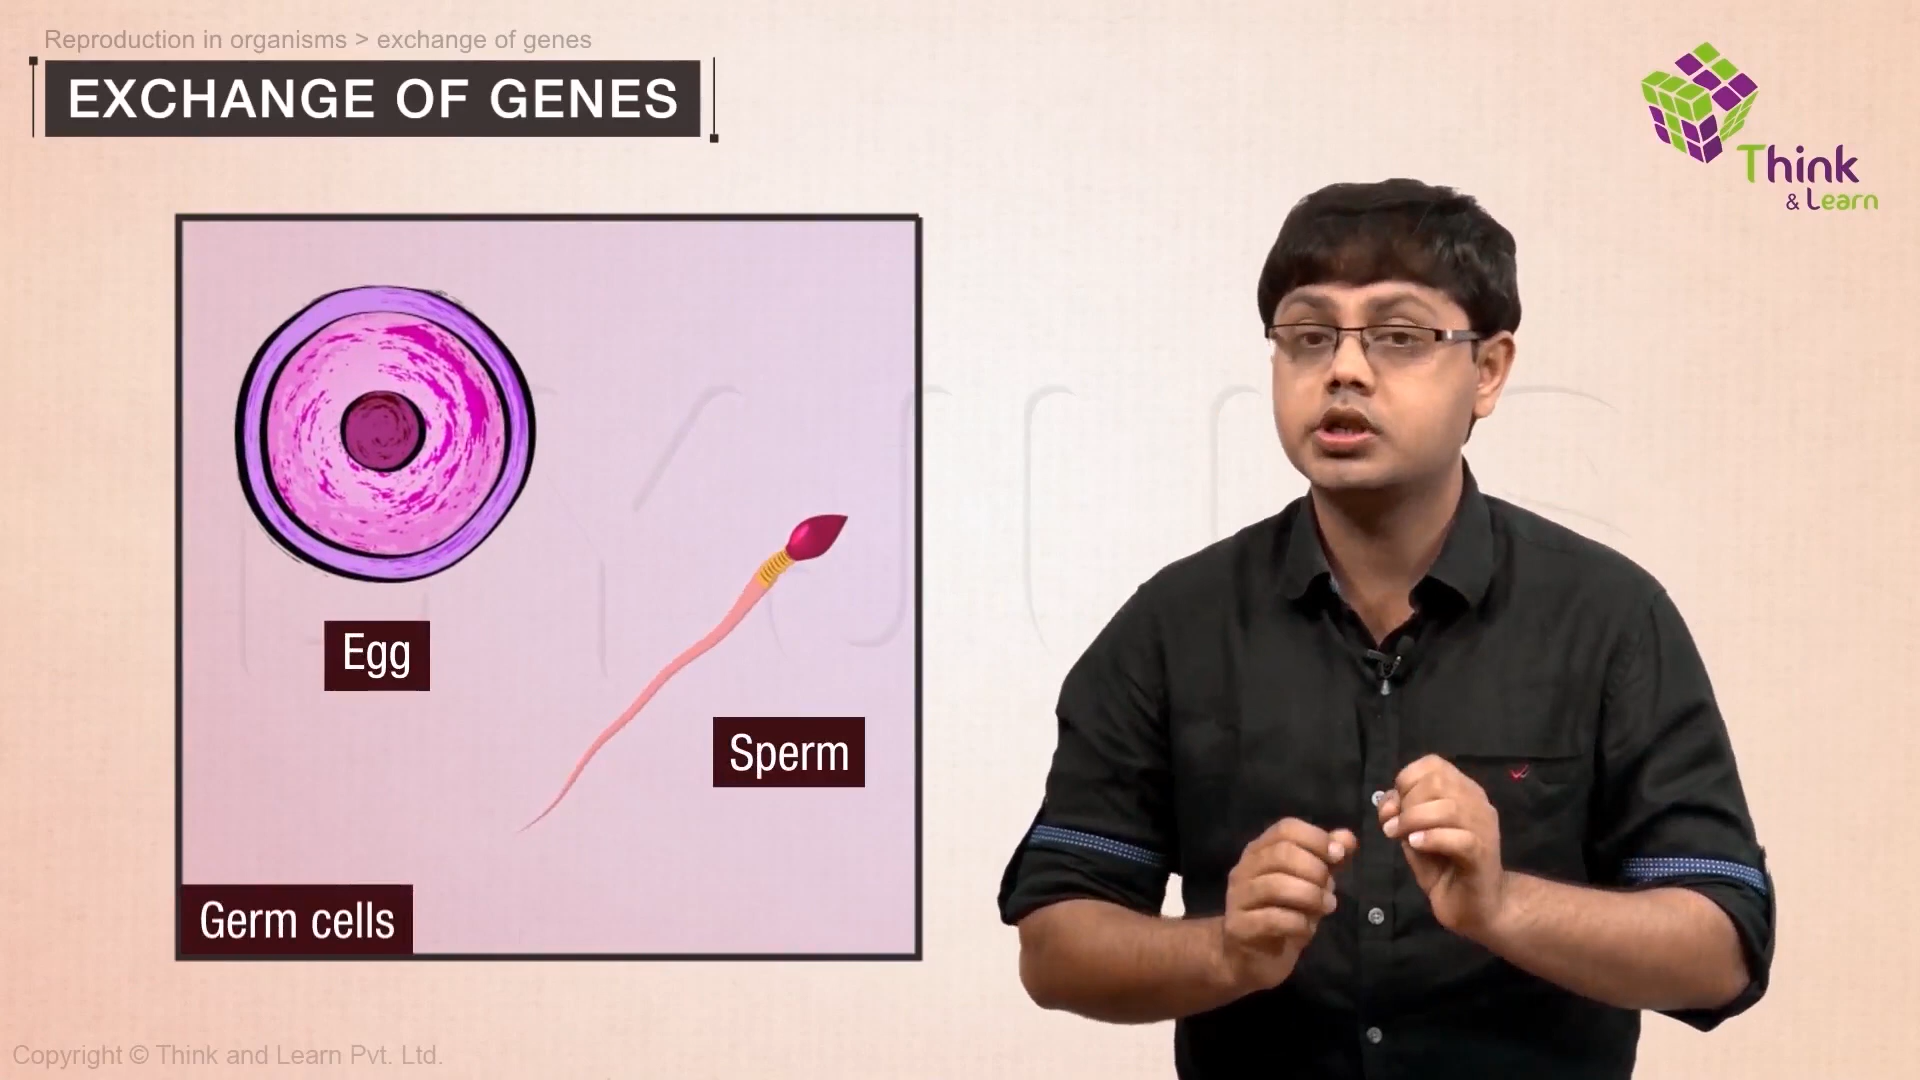 Reproduction in organisms > exchange of genes
EXCHANGE OF GENES
Think
& Learn
Egg
Sperm
Germ cells
BYJU'S
Copyright © Think and Learn Pvt. Ltd.